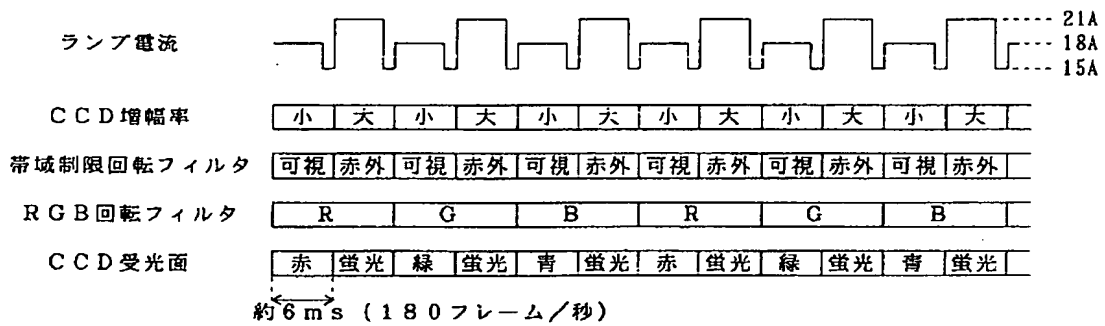 ランプ電流
21A
18A
15A
CCD増幅率 小 大 小 大 小 大 小 大 小 大 小 大
帯域制限回転フィルタ 可視 赤外 可視 赤外 可視 赤外 可視 赤外 可視 赤外 可視 赤外
RGB回転フィルタ R G B R G B
CCD受光面 赤 蛍光 緑 蛍光 青 蛍光 赤 蛍光 緑 蛍光 青 蛍光
約6ms (180フレーム/秒)